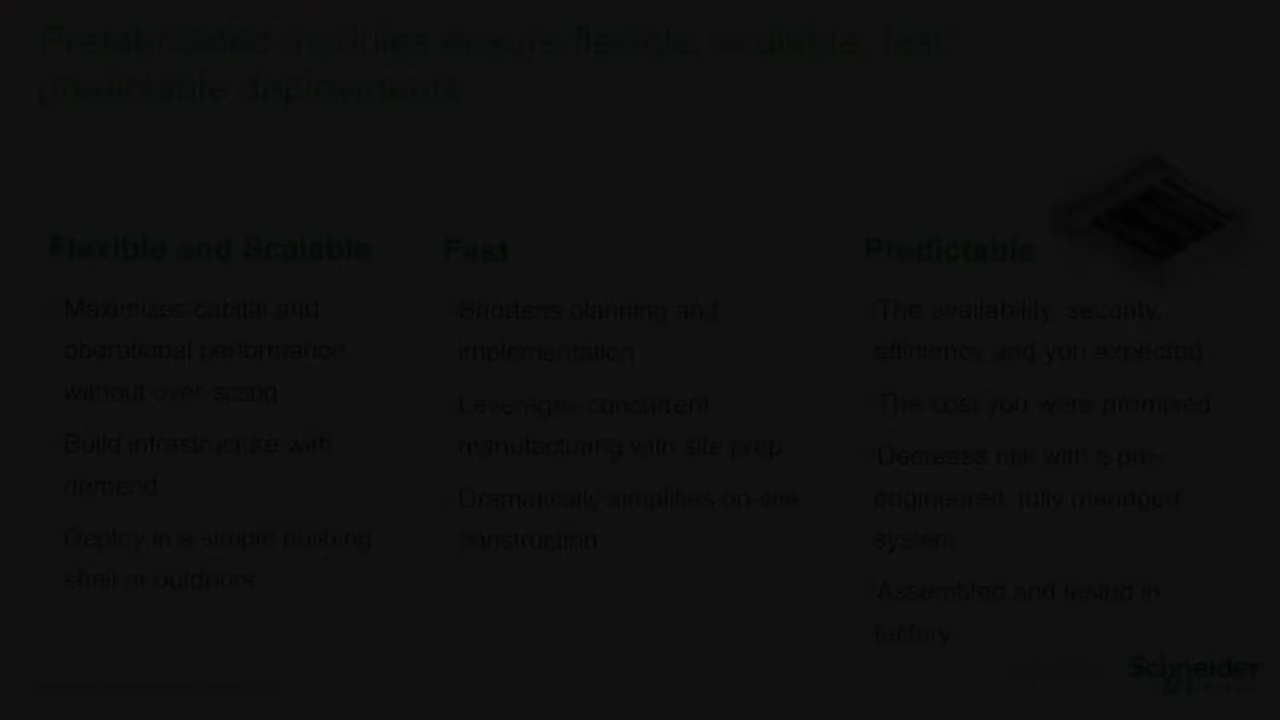 Prefabricated modules ensure flexible, scalable, fast
predictable deployments
Flexible and Scalable
Maximizes capital and
operational performance
without over-sizing
Build infrastructure with
demand
Deploy in a simple building
shell or outdoors
Fast
Shortens planning and
implementation
Leverages concurrent
manufacturing with site prep
Dramatically simplifies on-site
construction
Predictable
The availability, security,
efficiency and you expected
The cost you were promised
Decrease risk with a pre-
engineered, fully managed
system
Assembled and tested in
factory
Schneider